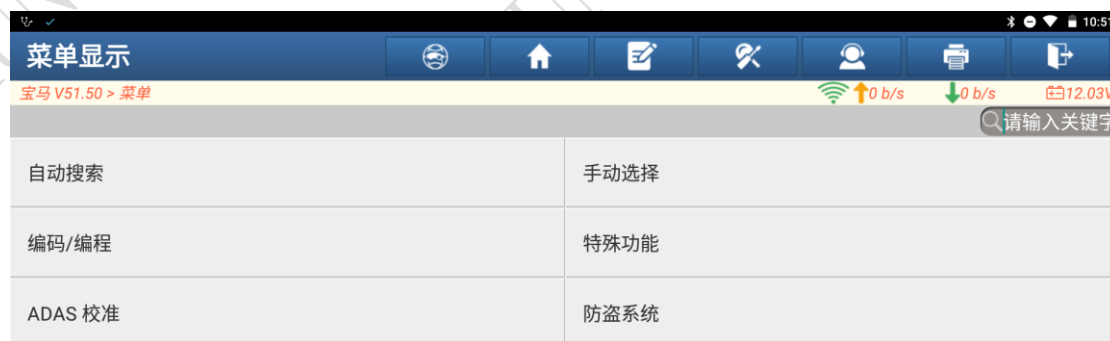 10:51
菜单显示
宝马 V51.50 > 菜单 0 b/s 0 b/s 12.03V
请输入关键字
自动搜索 手动选择
编码/编程 特殊功能
ADAS 校准 防盗系统